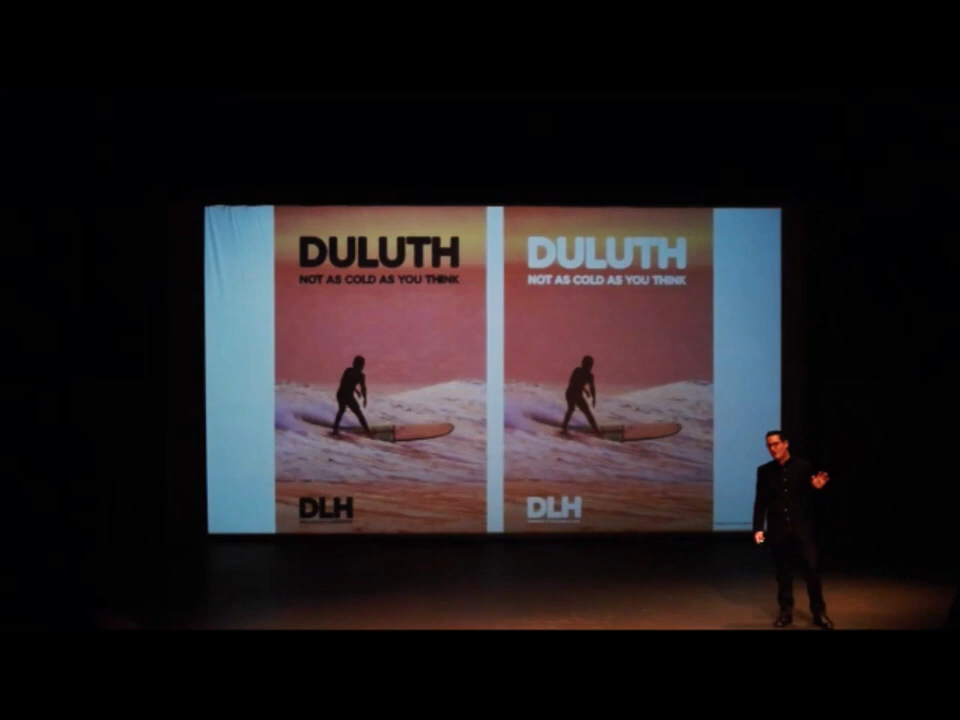 DULUTH
NOT AS COLD AS YOU THINK
DLH
DULUTH
NOT AS COLD AS YOU THINK
DLH